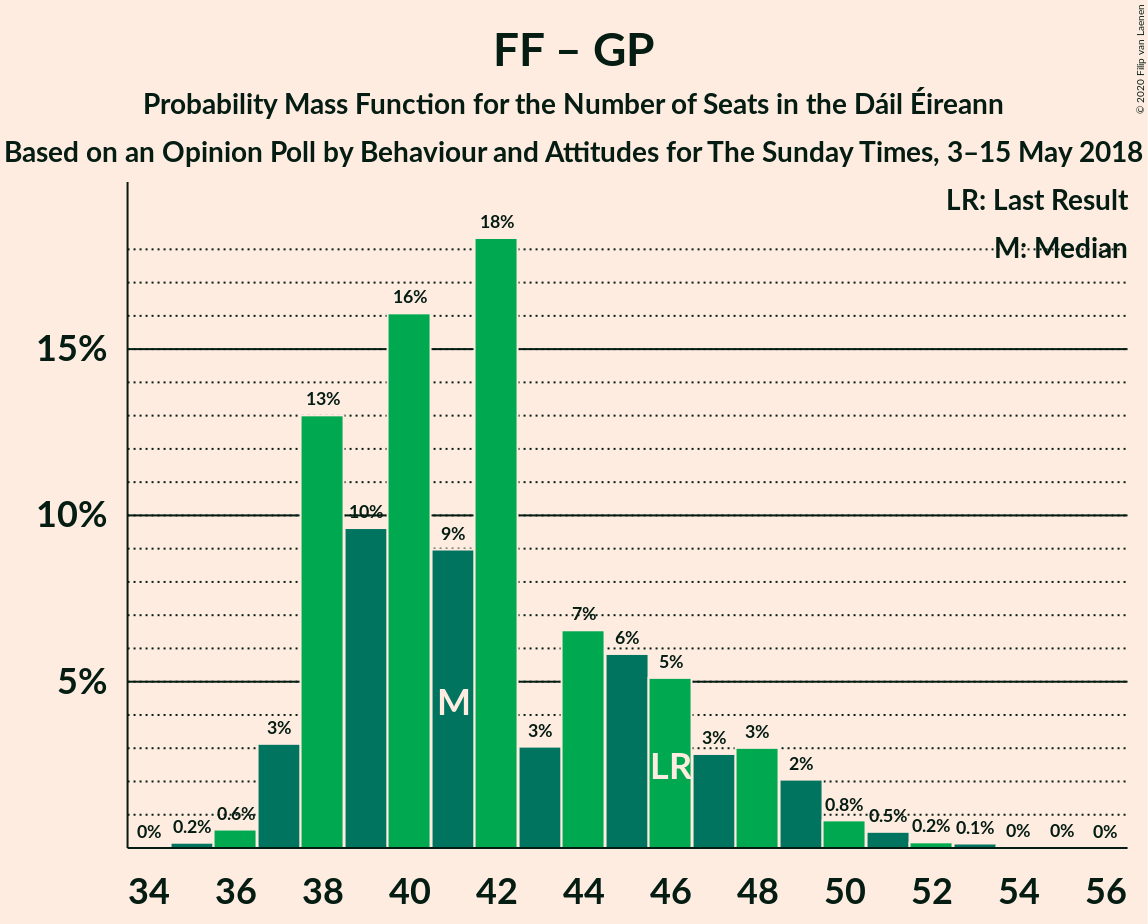 FF – GP
Probability Mass Function for the Number of Seats in the Dáil Éireann
Based on an Opinion Poll by Behaviour and Attitudes for The Sunday Times, 3–15 May 2018
© 2020 Filip van Laenen
LR: Last Result
M: Median
15%
10%
5%
0%
0.2%
0.6%
3%
13%
10%
16%
9%
18%
3%
7%
6%
5%
3%
3%
2%
0.8%
0.5%
0.2%
0.1%
0%
0%
0%
M
LR
34 36 38 40 42 44 46 48 50 52 54 56